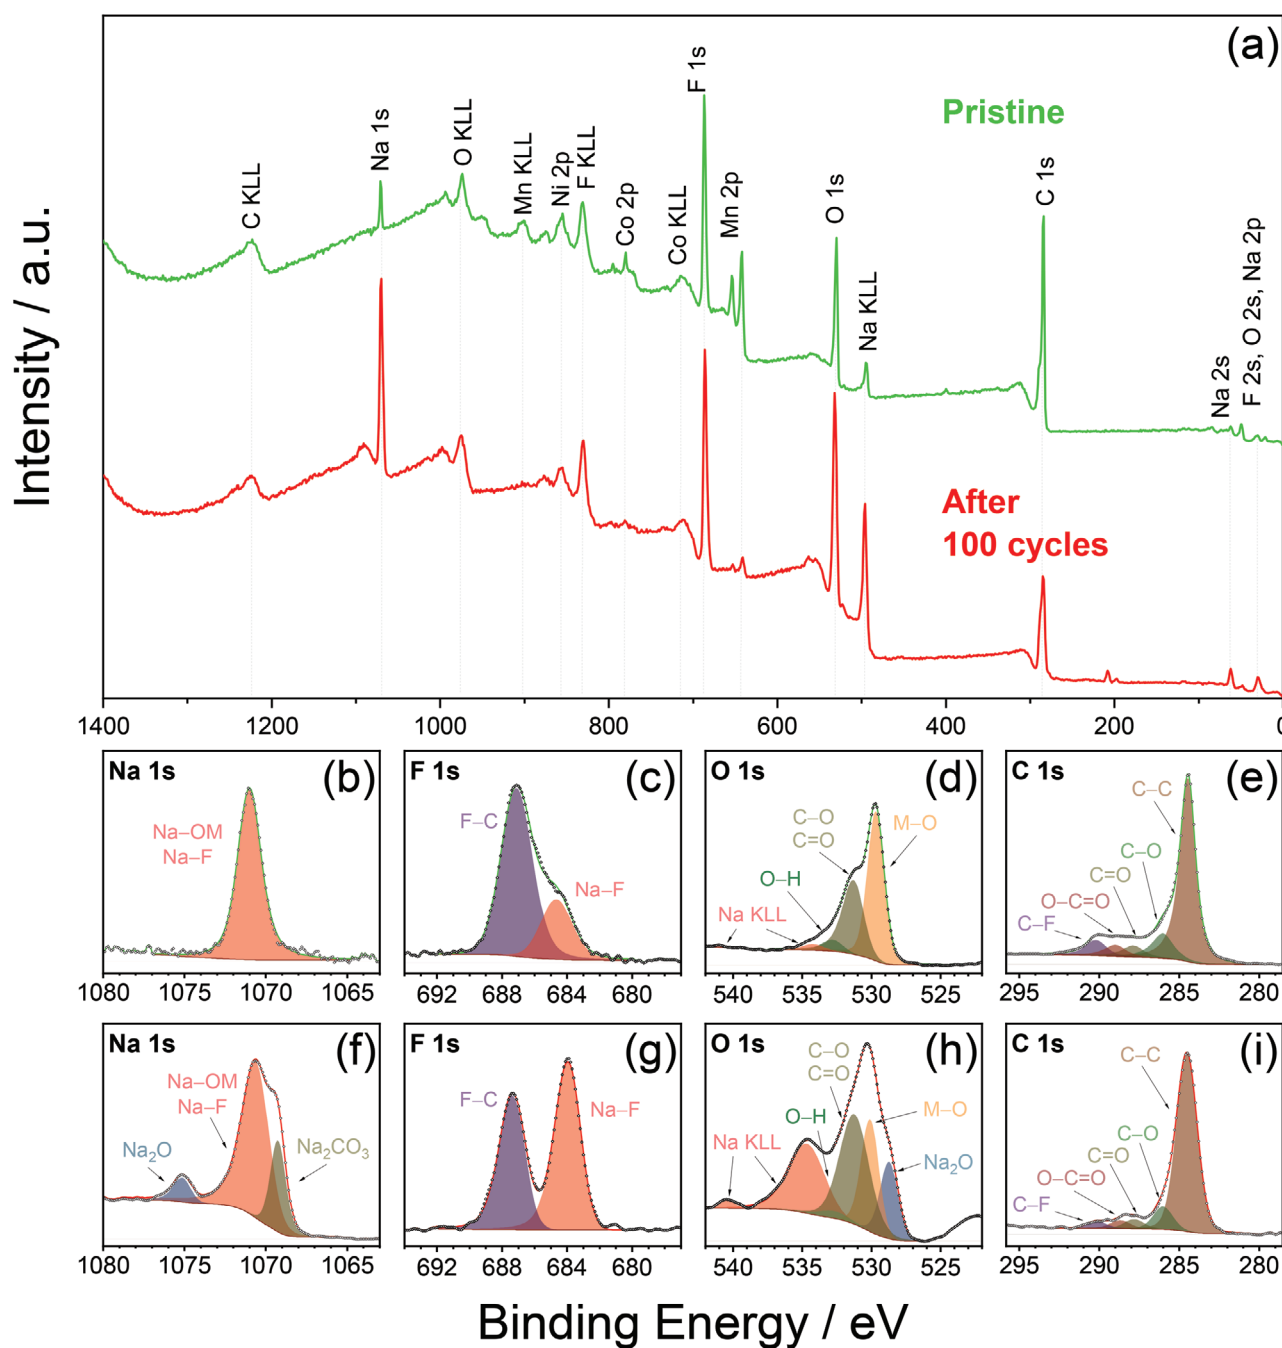 (a)
Pristine
After
100 cycles
C KLL
Na 1s
O KLL
Mn KLL
Ni 2p
F KLL
Co 2p
Co KLL
F 1s
Mn 2p
O 1s
Na KLL
C 1s
Na 2s
F 2s, O 2s, Na 2p
Intensity / a.u.
1400 1200 1000 800 600 400 200 0
Na 1s (b)
Na–OM
Na–F
1080 1075 1070 1065
F 1s (c)
F–C
Na–F
692 688 684 680
O 1s (d)
C–O
C=O
M–O
O–H
Na KLL
540 535 530 525
C 1s (e)
C–C
C–O
C=O
O–C=O
C–F
295 290 285 280
Na 1s (f)
Na–OM
Na–F
Na₂O
Na₂CO₃
1080 1075 1070 1065
F 1s (g)
F–C
Na–F
692 688 684 680
O 1s (h)
C–O
C=O
O–H
M–O
Na KLL
Na₂O
540 535 530 525
C 1s (i)
C–C
C–O
C=O
O–C=O
C–F
295 290 285 280
Binding Energy / eV